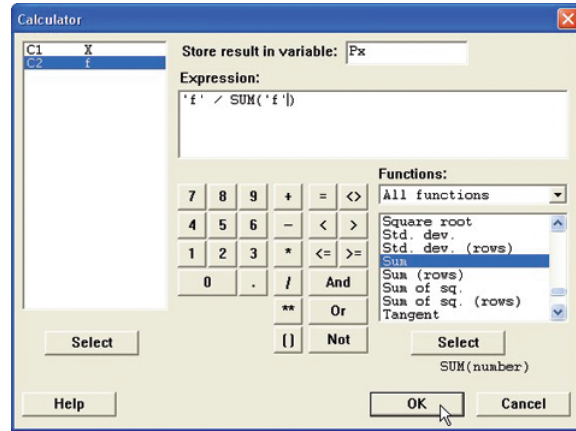 Calculator
C1 X
C2 f
Store result in variable: Px
Expression:
'f' / SUM('f')
Functions:
All functions
7 8 9 + = <>
4 5 6 − < >
1 2 3 * <= >=
0 . / And
** Or
() Not
Square root
Std. dev.
Std. dev. (rows)
Sum
Sum (rows)
Sum of sq.
Sum of sq. (rows)
Tangent
Select
Select
SUM(number)
Help
OK
Cancel